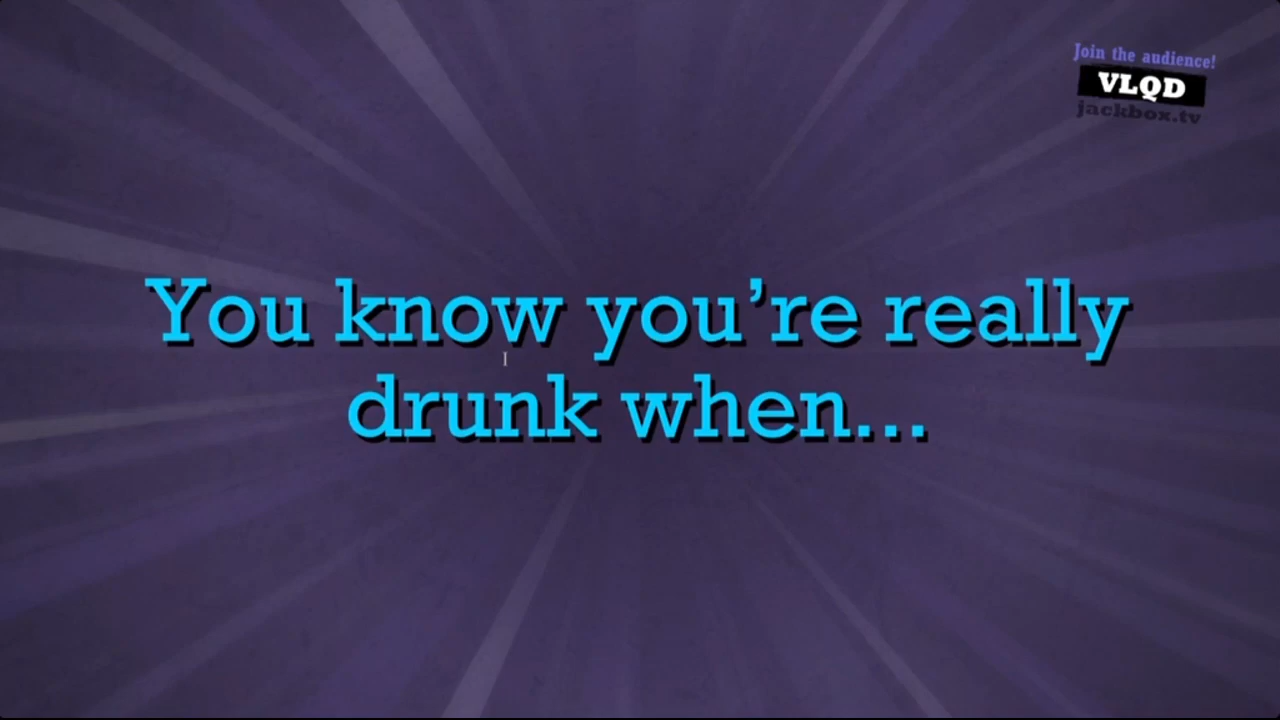 Join the audience!
VLQD
jackbox.tv
You know you’re really
drunk when...